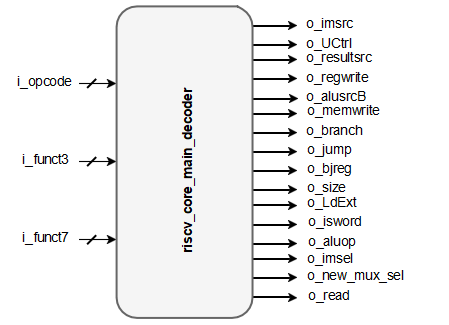 i_opcode
i_funct3
i_funct7
riscv_core_main_decoder
o_imsrc
o_UCtrl
o_resultsrc
o_regwrite
o_alusrcB
o_memwrite
o_branch
o_jump
o_bjreg
o_size
o_LdExt
o_isword
o_aluop
o_imsel
o_new_mux_sel
o_read